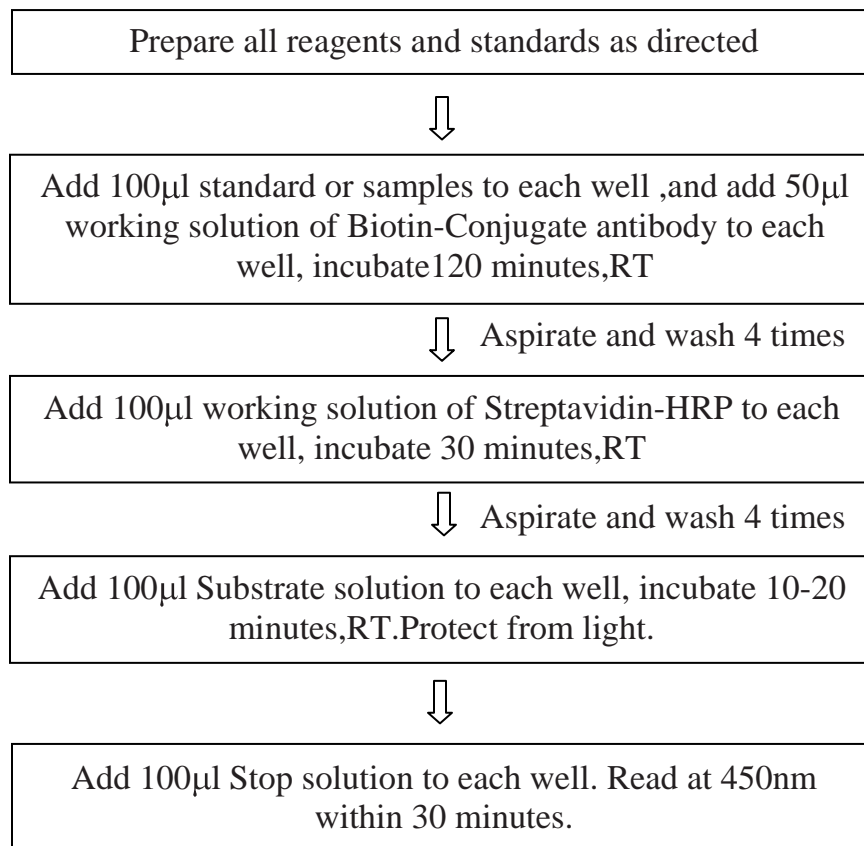 Prepare all reagents and standards as directed
Add 100μl standard or samples to each well ,and add 50μl
working solution of Biotin-Conjugate antibody to each
well, incubate120 minutes,RT
Aspirate and wash 4 times
Add 100μl working solution of Streptavidin-HRP to each
well, incubate 30 minutes,RT
Aspirate and wash 4 times
Add 100μl Substrate solution to each well, incubate 10-20
minutes,RT.Protect from light.
Add 100μl Stop solution to each well. Read at 450nm
within 30 minutes.